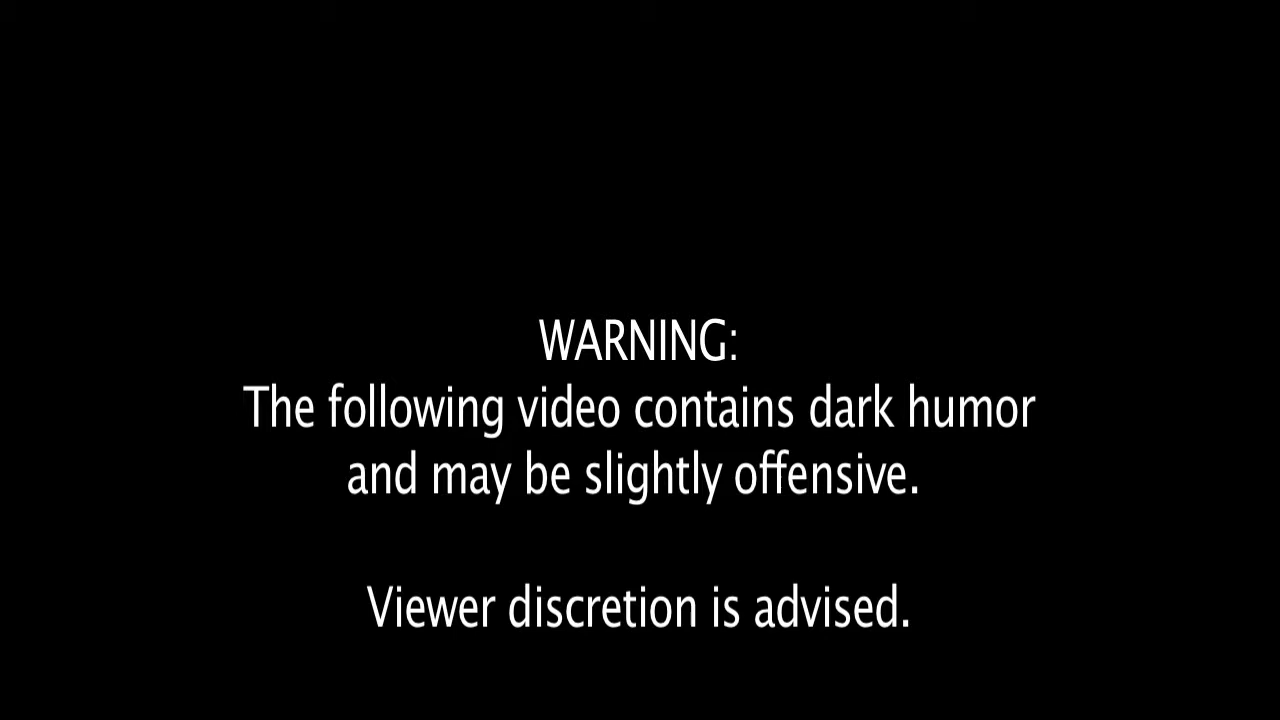 WARNING:
The following video contains dark humor
and may be slightly offensive.
Viewer discretion is advised.